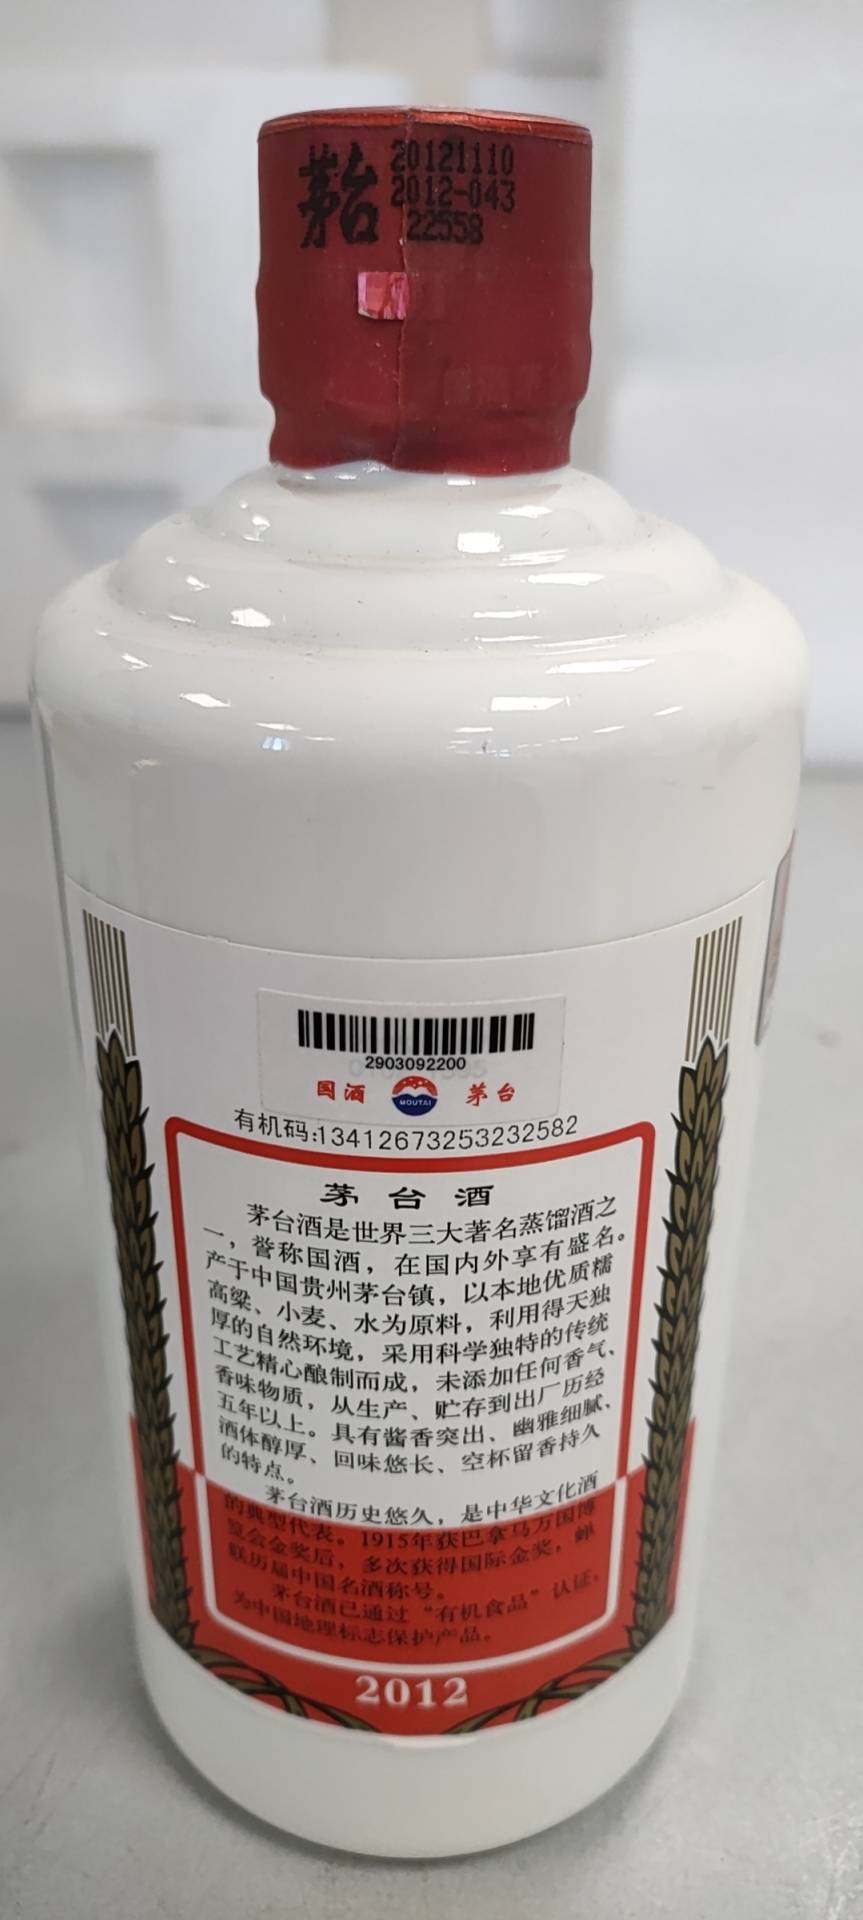 茅台
20121110
2012-043
22558
2903092200
国酒 MOUTAI 茅台
有机码:13412673253232582
茅台酒
茅台酒是世界三大著名蒸馏酒之
一，誉称国酒，在国内外享有盛名。
产于中国贵州茅台镇，以本地优质糯
高粱、小麦、水为原料，利用得天独
厚的自然环境，采用科学独特的传统
工艺精心酿制而成，未添加任何香气、
香味物质，从生产、贮存到出厂历经
五年以上。具有酱香突出、幽雅细腻、
酒体醇厚、回味悠长、空杯留香持久
的特点。
茅台酒历史悠久，是中华文化酒
的典型代表。1915年获巴拿马万国博
览会金奖后，多次获得国际金奖，蝉
联历届中国名酒称号。
茅台酒已通过“有机食品”认证，
为中国地理标志保护产品。
2012